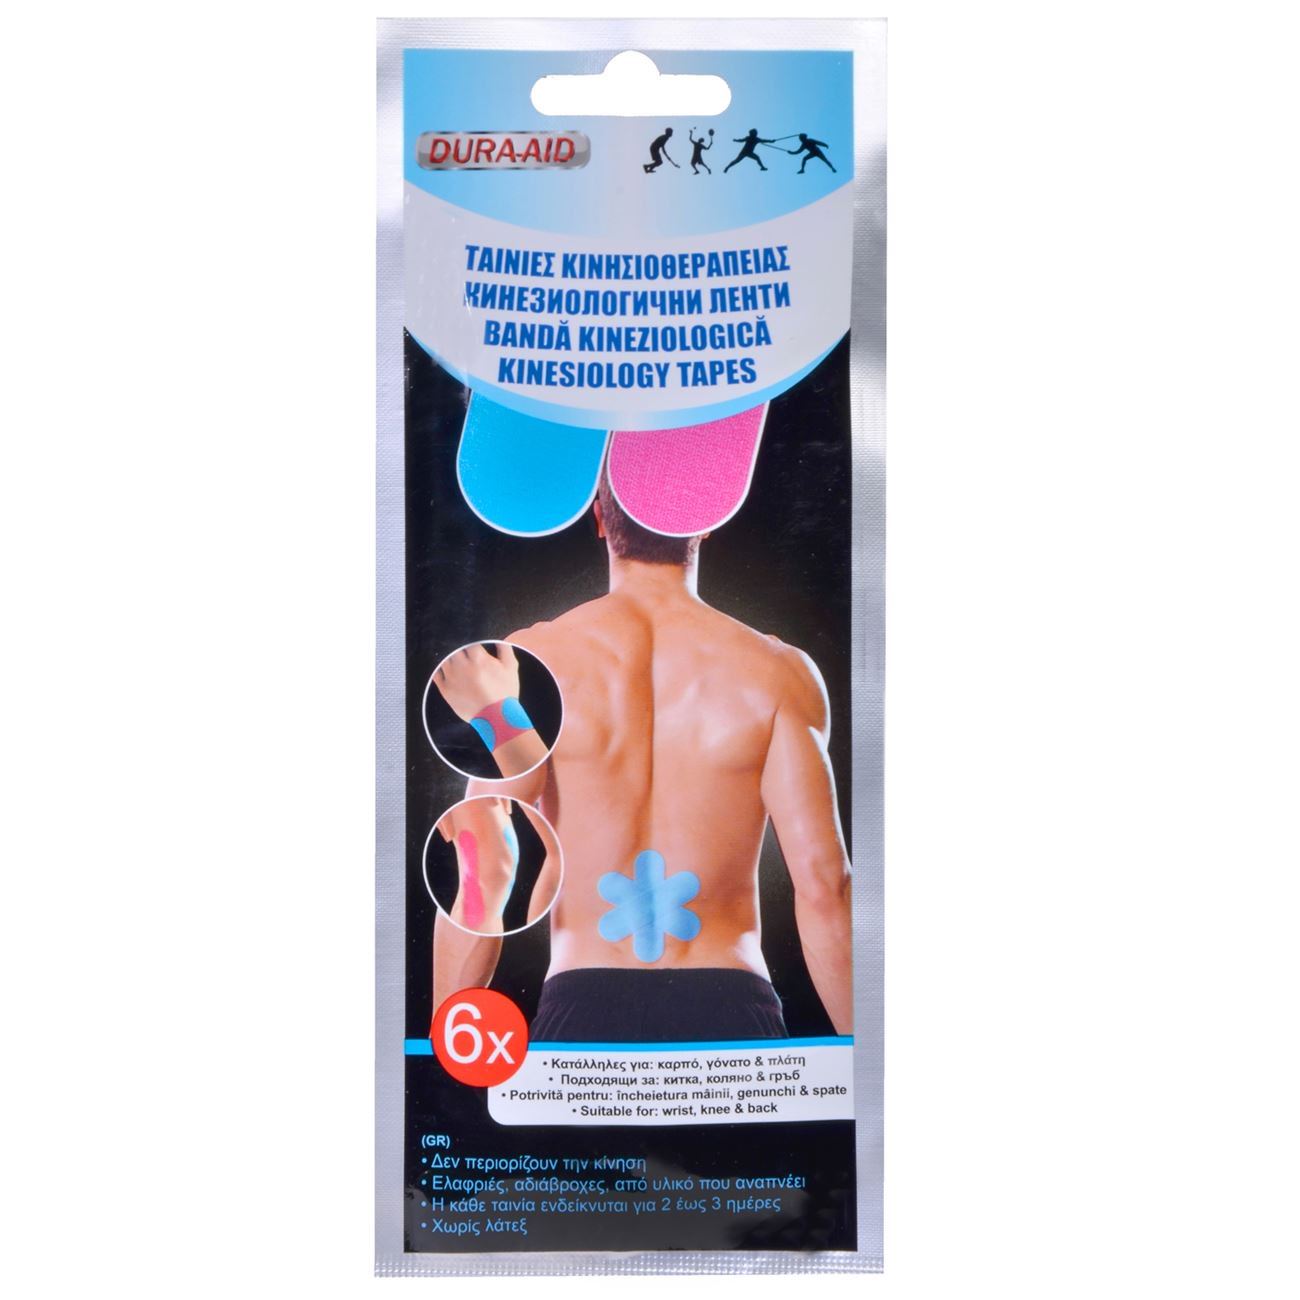 DURA-AID
ΤΑΙΝΙΕΣ ΚΙΝΗΣΙΟΘΕΡΑΠΕΙΑΣ
КИНЕЗИОЛОГИЧНИ ЛЕНТИ
BANDĂ KINEZIOLOGICĂ
KINESIOLOGY TAPES
6x
• Κατάλληλες για: καρπό, γόνατο & πλάτη
• Подходящи за: китка, коляно & гръб
• Potrivită pentru: încheietura mâinii, genunchi & spate
• Suitable for: wrist, knee & back
(GR)
• Δεν περιορίζουν την κίνηση
• Ελαφριές, αδιάβροχες, από υλικό που αναπνέει
• Η κάθε ταινία ενδείκνυται για 2 έως 3 ημέρες
• Χωρίς λάτεξ